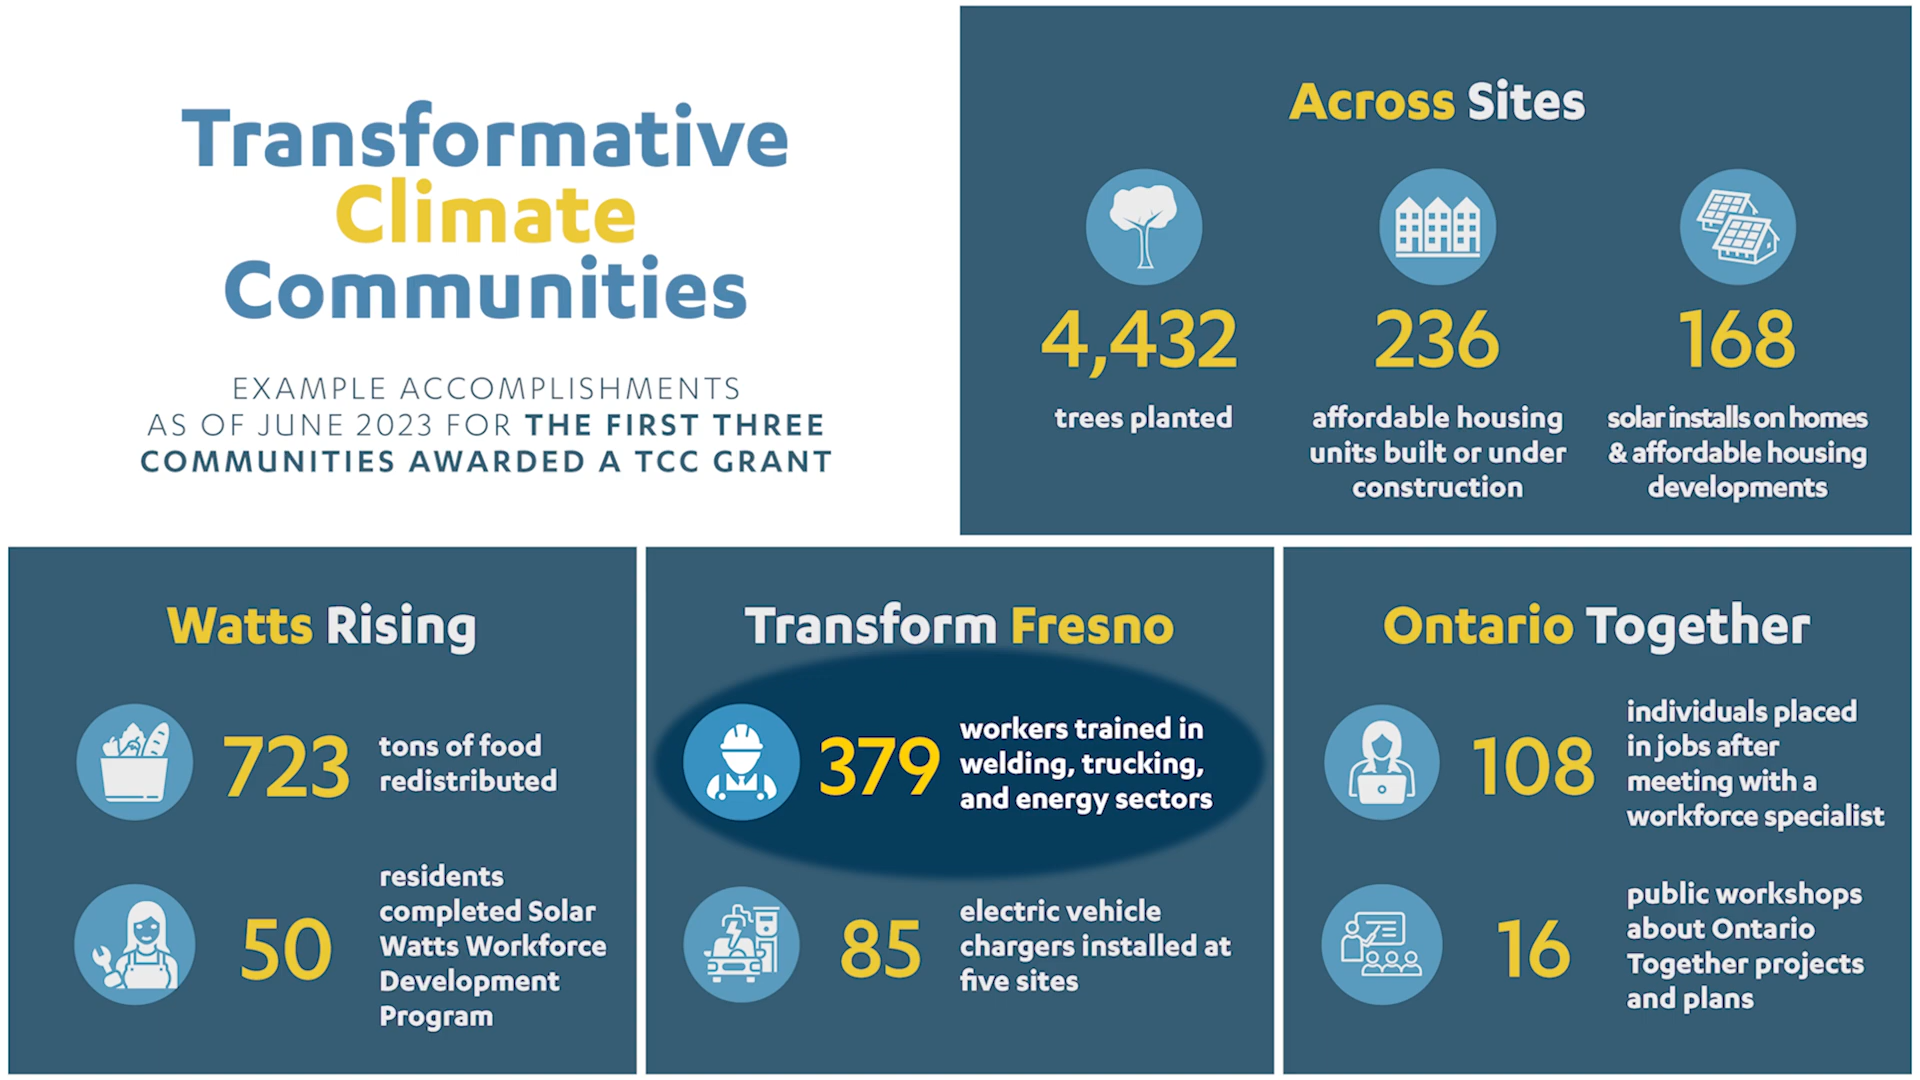 Transformative
Climate
Communities
EXAMPLE ACCOMPLISHMENTS
AS OF JUNE 2023 FOR THE FIRST THREE
COMMUNITIES AWARDED A TCC GRANT
Across Sites
4,432
trees planted
236
affordable housing
units built or under
construction
168
solar installs on homes
& affordable housing
developments
Watts Rising
723
tons of food
redistributed
50
residents
completed Solar
Watts Workforce
Development
Program
Transform Fresno
379
workers trained in
welding, trucking,
and energy sectors
85
electric vehicle
chargers installed at
five sites
Ontario Together
108
individuals placed
in jobs after
meeting with a
workforce specialist
16
public workshops
about Ontario
Together projects
and plans